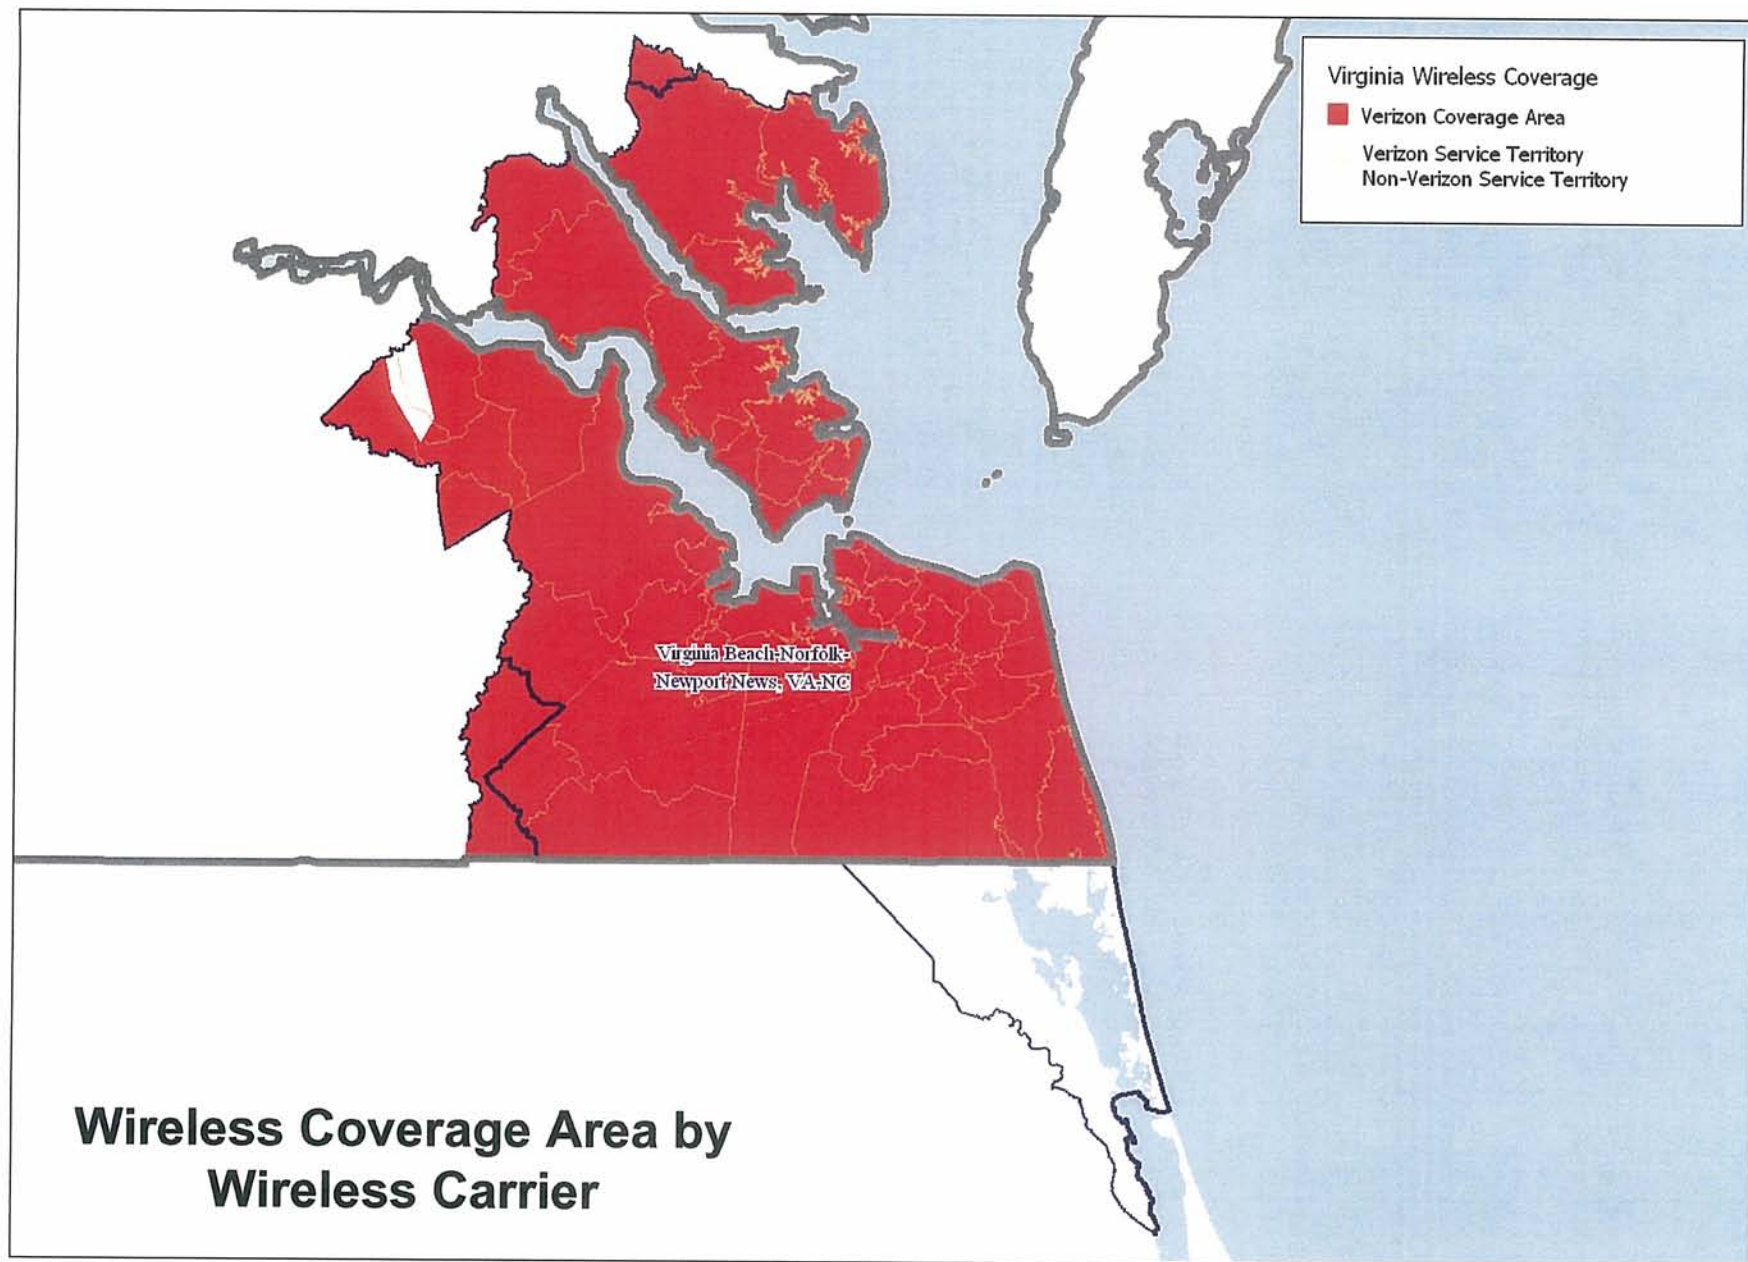 Virginia Wireless Coverage
Verizon Coverage Area
Verizon Service Territory
Non-Verizon Service Territory
Virginia Beach-Norfolk-
Newport News, VA-NC
Wireless Coverage Area by
Wireless Carrier